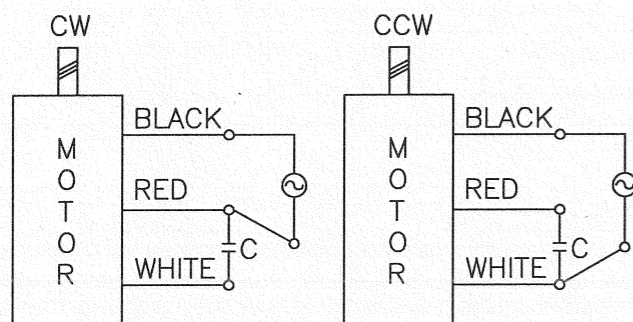 CW
BLACK
MOTOR
RED
C
WHITE
CCW
BLACK
MOTOR
RED
C
WHITE